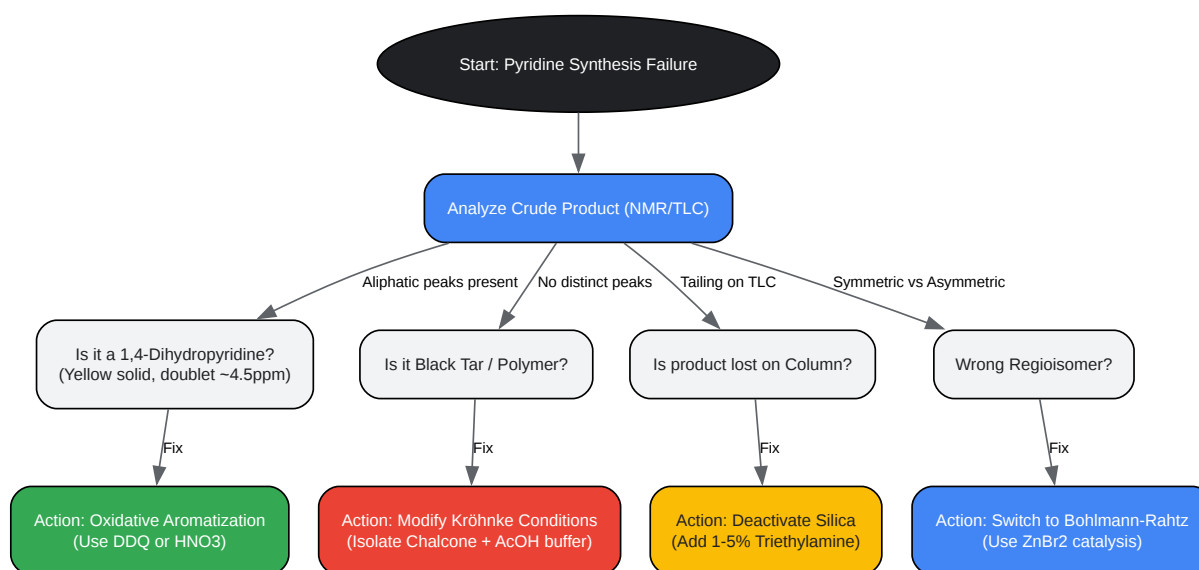 Start: Pyridine Synthesis Failure
Analyze Crude Product (NMR/TLC)
Aliphatic peaks present
No distinct peaks
Tailing on TLC
Symmetric vs Asymmetric
Is it a 1,4-Dihydropyridine?
(Yellow solid, doublet ~4.5ppm)
Is it Black Tar / Polymer?
Is product lost on Column?
Wrong Regioisomer?
Fix
Fix
Fix
Fix
Action: Oxidative Aromatization
(Use DDQ or HNO3)
Action: Modify Kröhnke Conditions
(Isolate Chalcone + AcOH buffer)
Action: Deactivate Silica
(Add 1-5% Triethylamine)
Action: Switch to Bohlmann-Rahtz
(Use ZnBr2 catalysis)